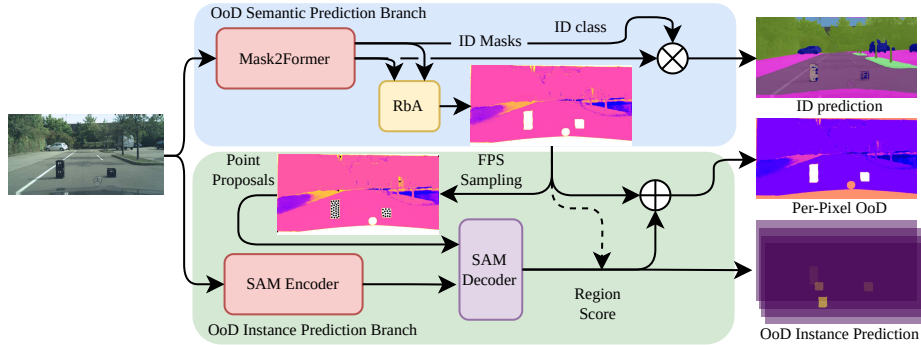 OoD Semantic Prediction Branch
ID class
ID Masks
Mask2Former
RbA
ID prediction
Point
Proposals
FPS
Sampling
Per-Pixel OoD
SAM
Decoder
SAM Encoder
Region
Score
OoD Instance Prediction Branch
OoD Instance Prediction